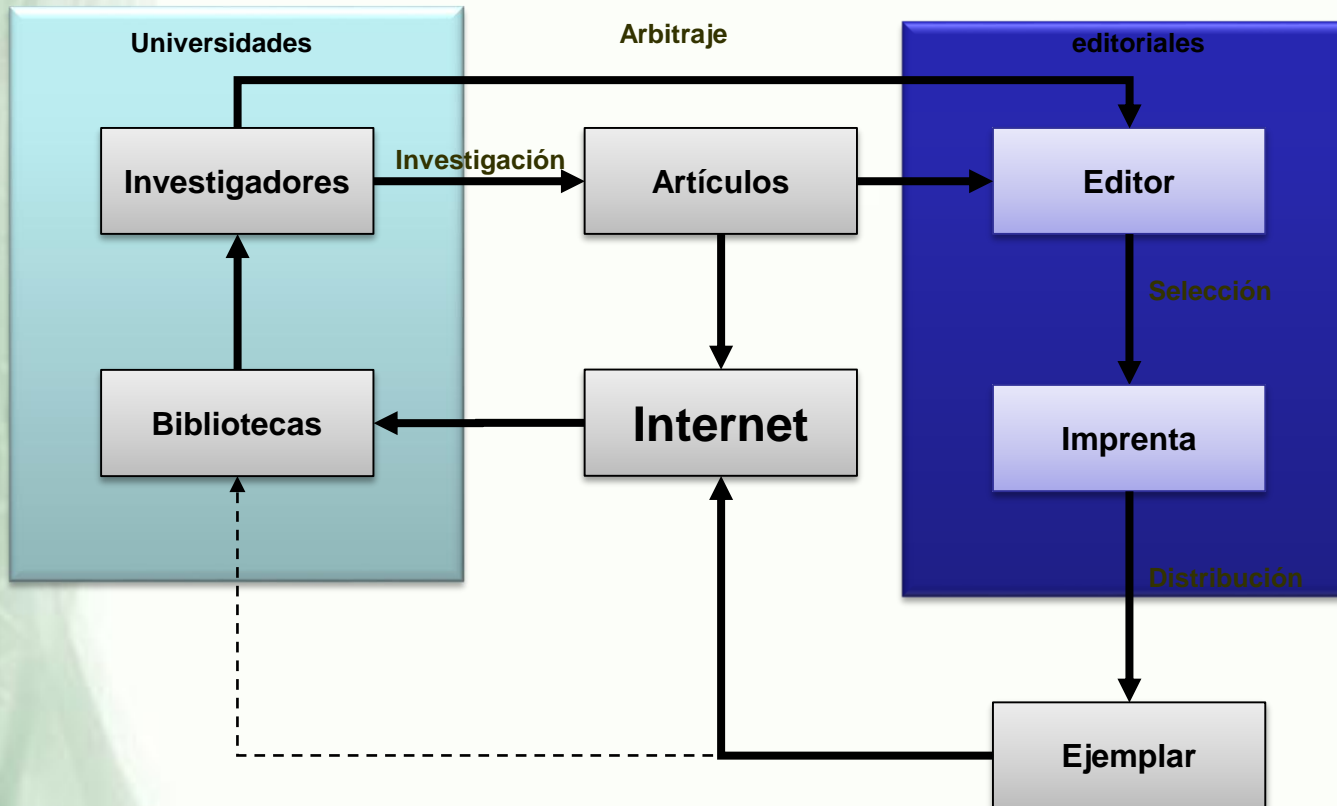 Universidades
Arbitraje
editoriales
Investigadores
Investigación
Artículos
Editor
Selección
Bibliotecas
Internet
Imprenta
Distribución
Ejemplar